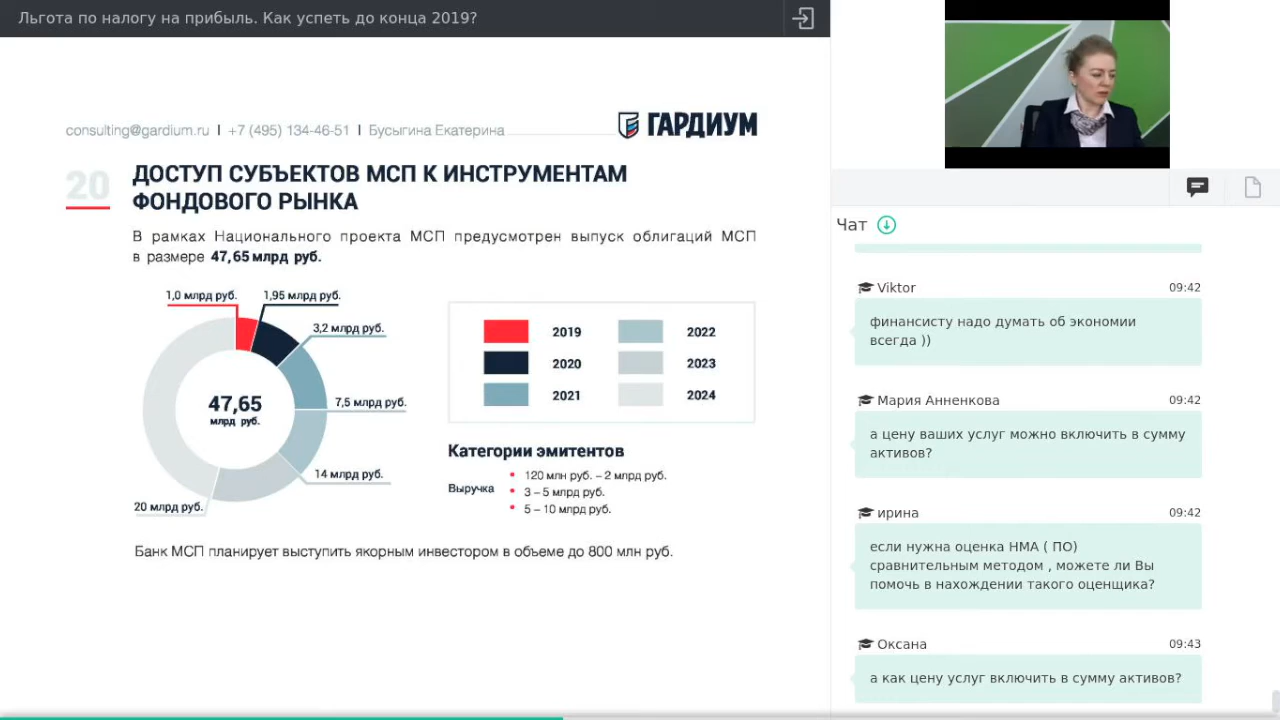 Льгота по налогу на прибыль. Как успеть до конца 2019?
consulting@gardium.ru | +7 (495) 134-46-51 | Бусыгина Екатерина
ГАРДИУМ
20
ДОСТУП СУБЪЕКТОВ МСП К ИНСТРУМЕНТАМ
ФОНДОВОГО РЫНКА
В рамках Национального проекта МСП предусмотрен выпуск облигаций МСП
в размере 47,65 млрд руб.
1,0 млрд руб.
1,95 млрд руб.
3,2 млрд руб.
7,5 млрд руб.
14 млрд руб.
20 млрд руб.
47,65
млрд руб.
2019
2022
2020
2023
2021
2024
Категории эмитентов
Выручка
• 120 млн руб. – 2 млрд руб.
• 3 – 5 млрд руб.
• 5 – 10 млрд руб.
Банк МСП планирует выступить якорным инвестором в объеме до 800 млн руб.
Чат
Viktor 09:42
финансисту надо думать об экономии
всегда ))
Мария Анненкова 09:42
а цену ваших услуг можно включить в сумму
активов?
ирина 09:42
если нужна оценка НМА ( ПО)
сравнительным методом , можете ли Вы
помочь в нахождении такого оценщика?
Оксана 09:43
а как цену услуг включить в сумму активов?